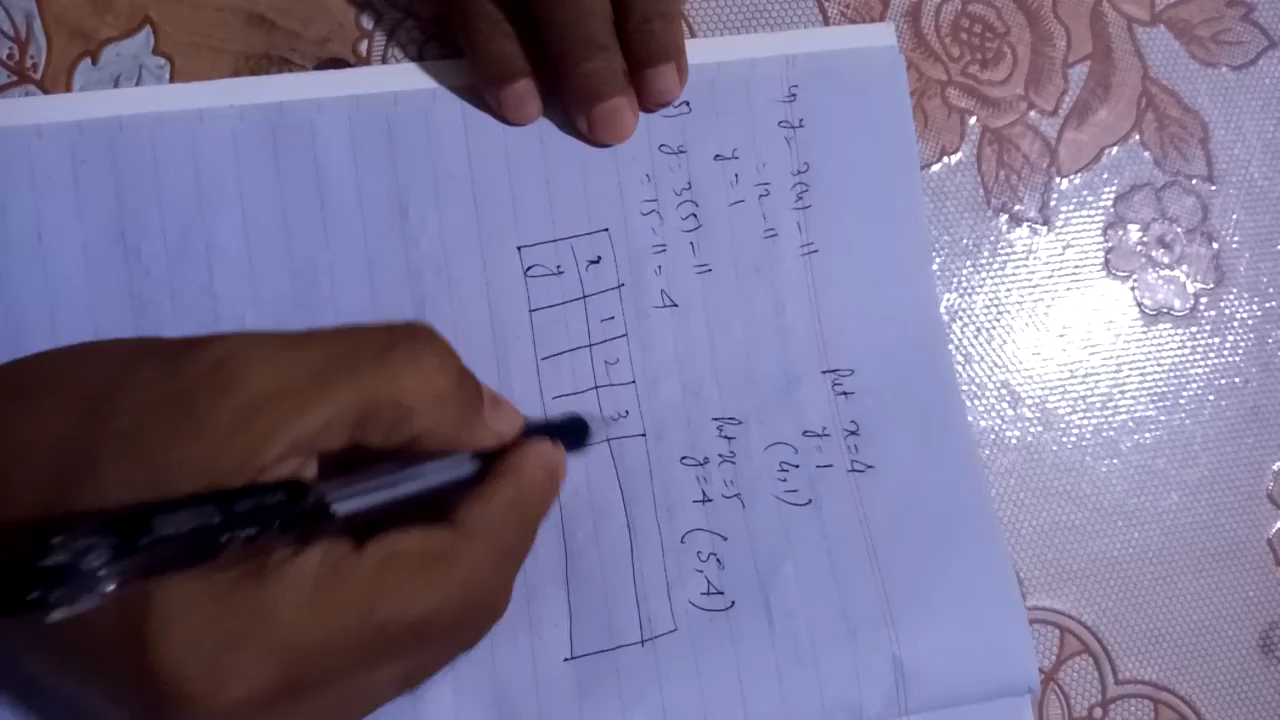 4) y = 3(4) - 11
Put x = 4
= 12 - 11
y = 1
y = 1
(4,1)
5) y = 3(5) - 11
Put x = 5
= 15 - 11 = 4
y = 4 (5,4)
x 1 2 3
y